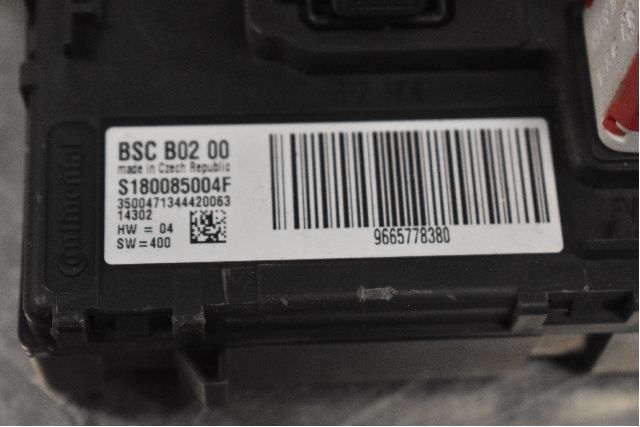 Continental
BSC B02 00
made in Czech Republic
S180085004F
3500471344420063
14302
HW = 04
SW=400
9665778380